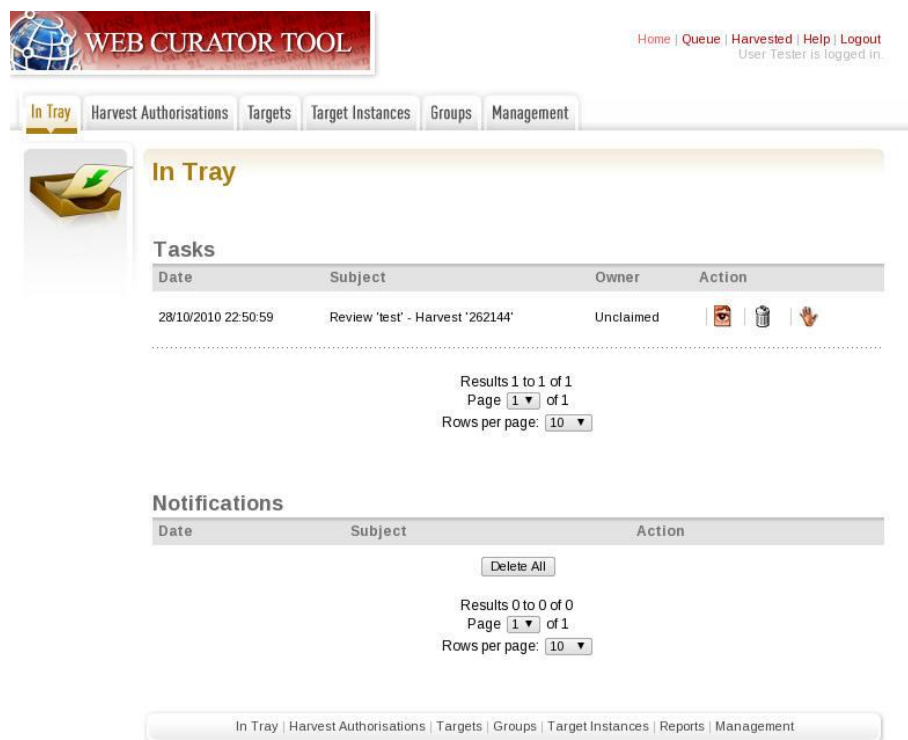 WEB CURATOR TOOL
Home | Queue | Harvested | Help | Logout
User Tester is logged in.
In Tray Harvest Authorisations Targets Target Instances Groups Management
In Tray
Tasks
Date Subject Owner Action
28/10/2010 22:50:59 Review 'test' - Harvest '262144' Unclaimed
Results 1 to 1 of 1
Page 1 of 1
Rows per page: 10
Notifications
Date Subject Action
Delete All
Results 0 to 0 of 0
Page 1 of 1
Rows per page: 10
In Tray | Harvest Authorisations | Targets | Groups | Target Instances | Reports | Management